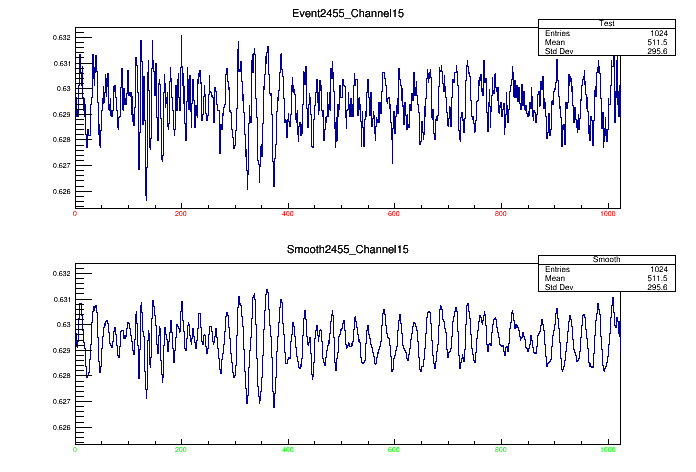 Event2455_Channel15
Test
Entries 1024
Mean 511.5
Std Dev 295.6
0.632
0.631
0.63
0.629
0.628
0.627
0.626
0 200 400 600 800 1000
Smooth2455_Channel15
Smooth
Entries 1024
Mean 511.5
Std Dev 295.6
0.632
0.631
0.63
0.629
0.628
0.627
0.626
0 200 400 600 800 1000